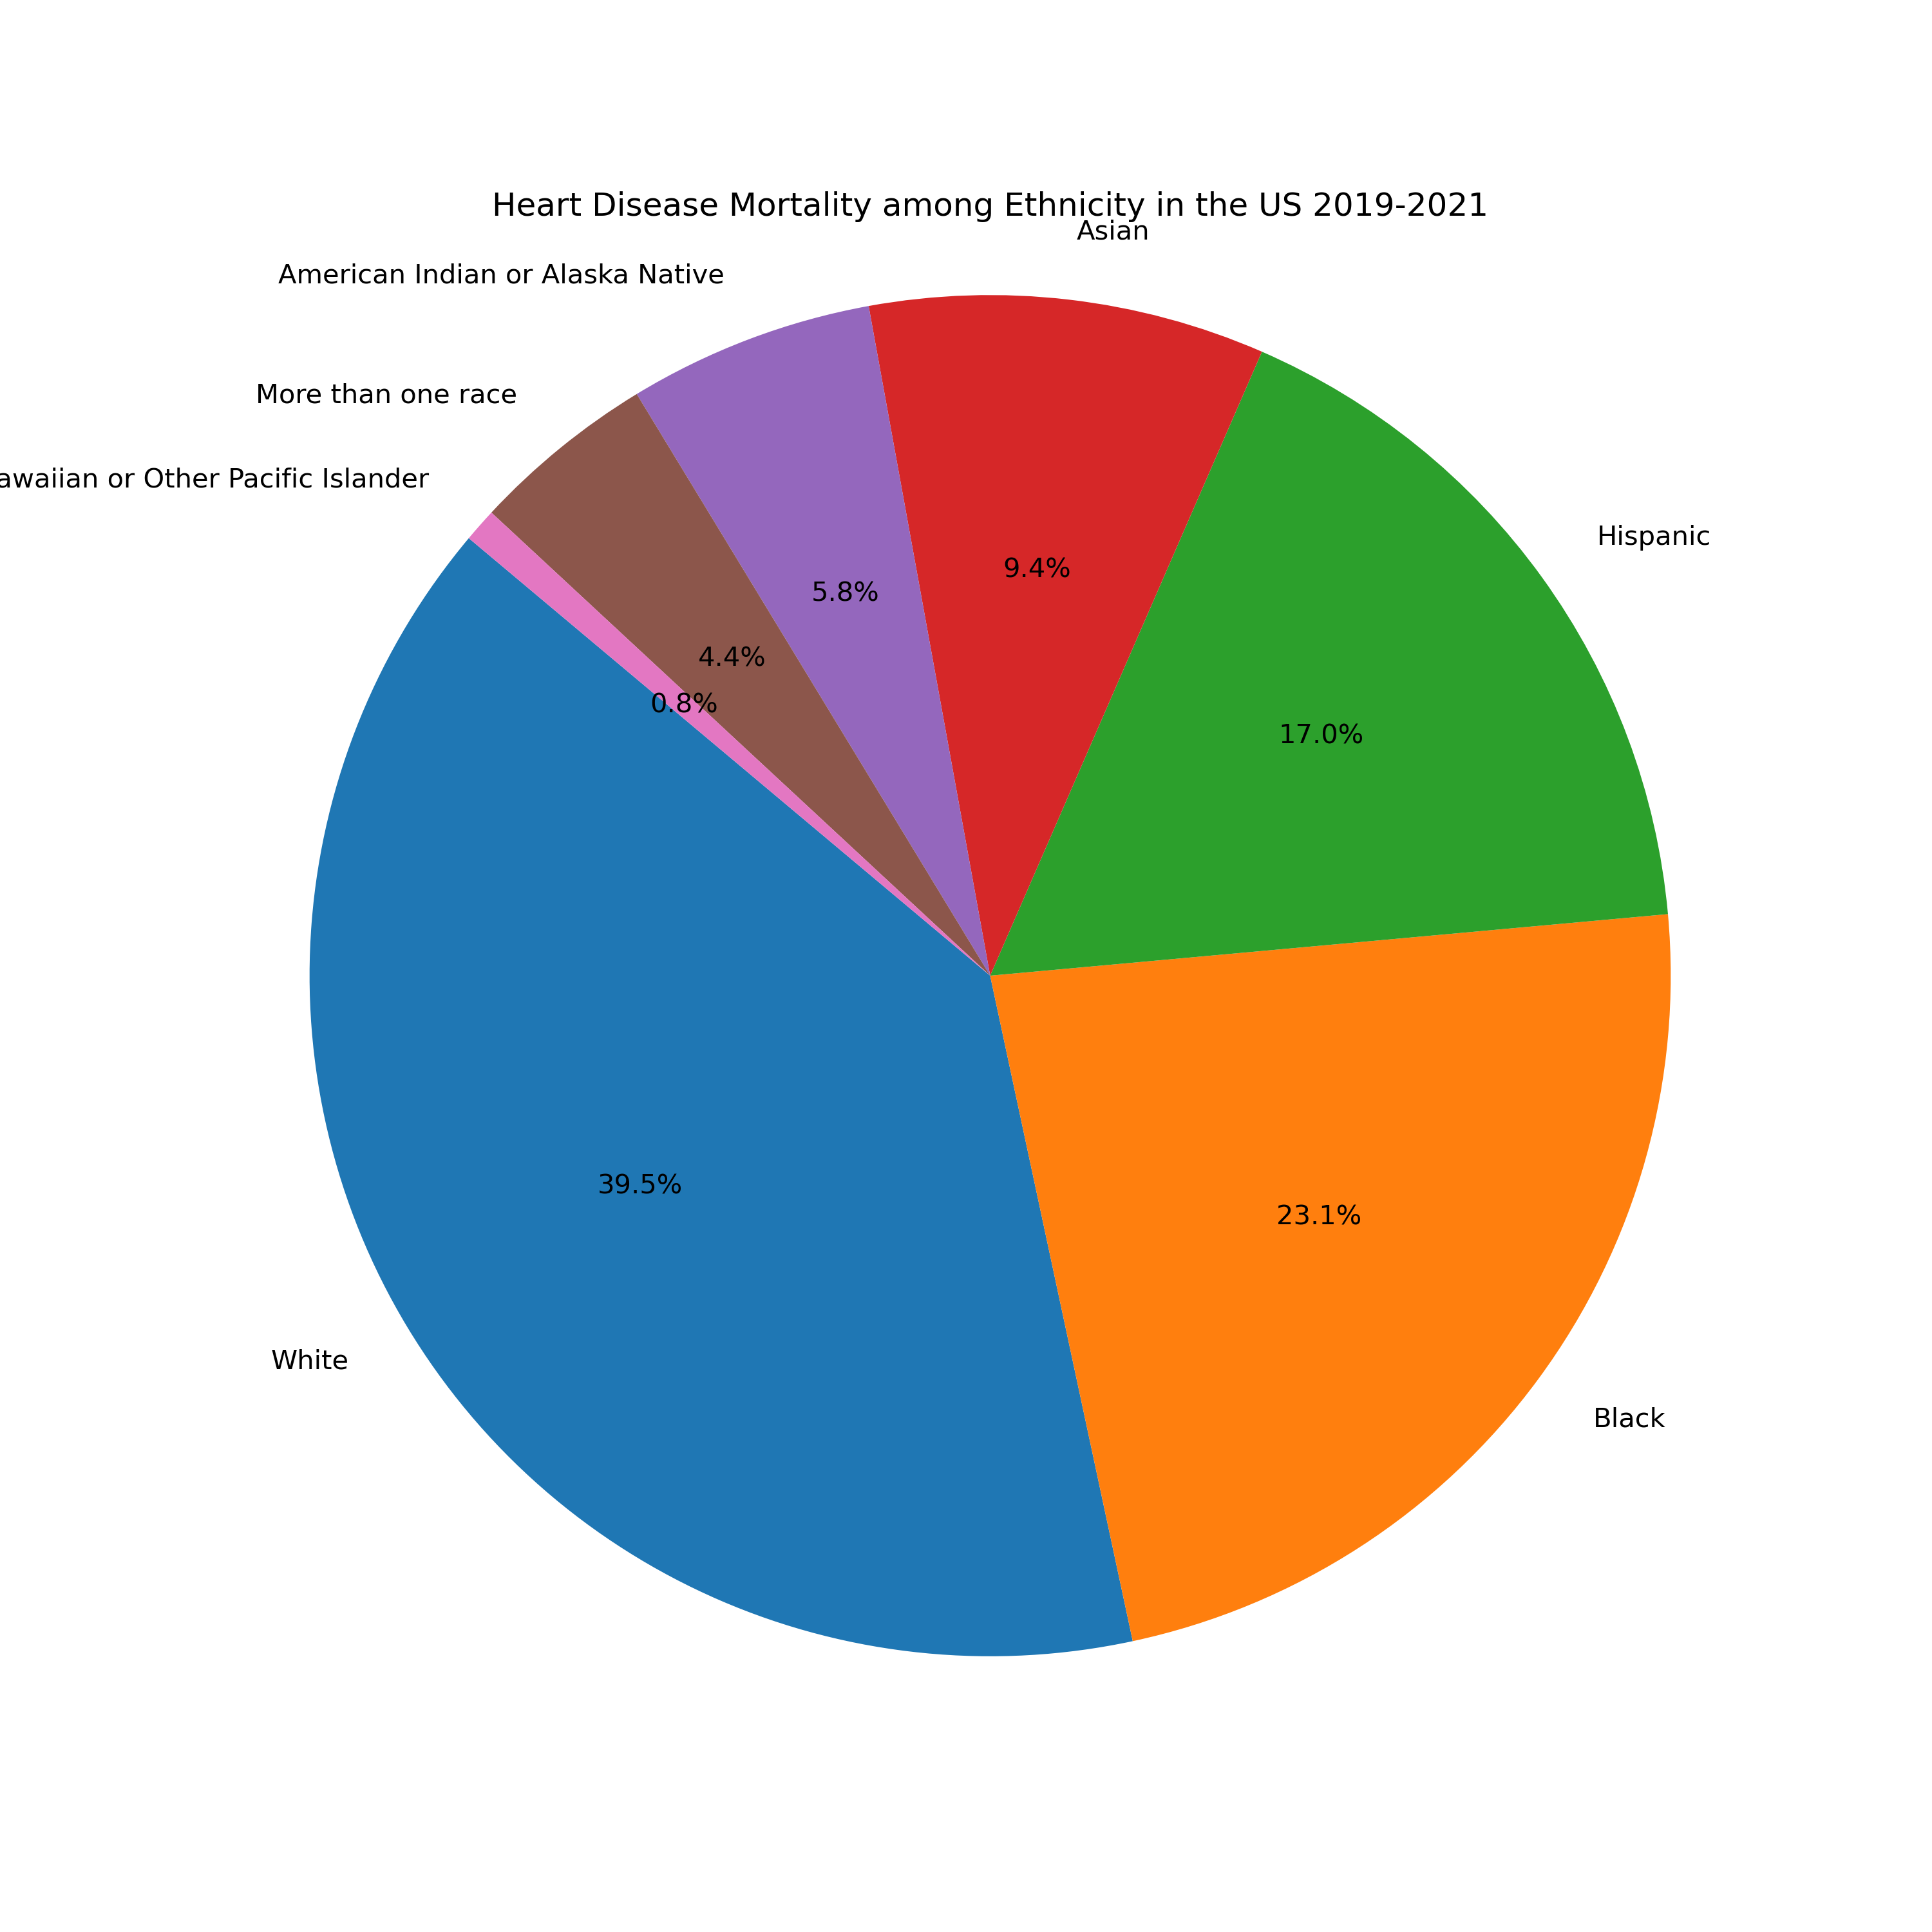 Heart Disease Mortality among Ethnicity in the US 2019-2021
Asian
American Indian or Alaska Native
More than one race
awaiian or Other Pacific Islander
Hispanic
9.4%
5.8%
4.4%
0.8%
17.0%
39.5%
23.1%
White
Black